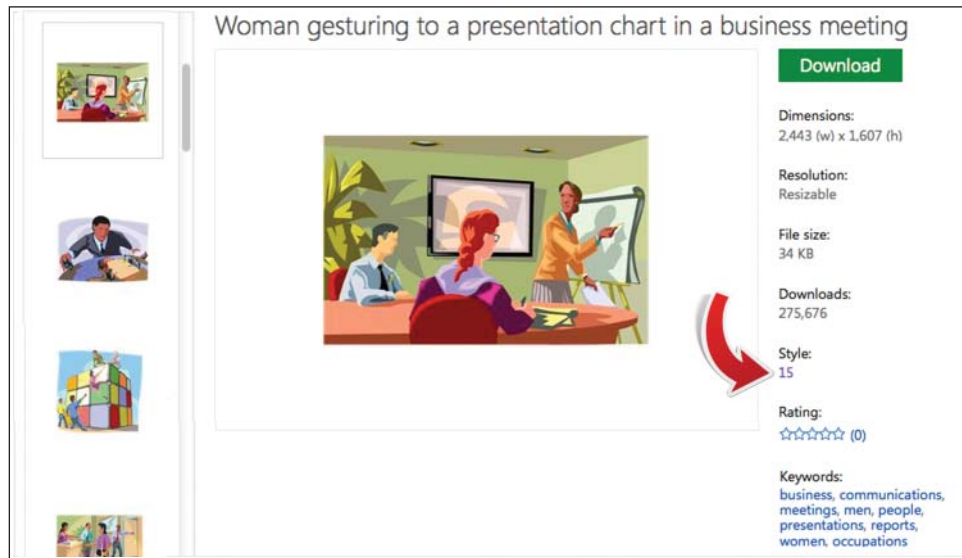 Woman gesturing to a presentation chart in a business meeting
Download
Dimensions:
2,443 (w) x 1,607 (h)
Resolution:
Resizable
File size:
34 KB
Downloads:
275,676
Style:
15
Rating:
(0)
Keywords:
business, communications,
meetings, men, people,
presentations, reports,
women, occupations